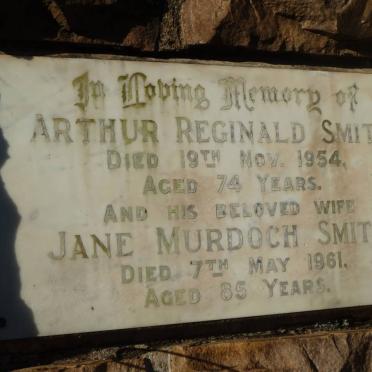 In Loving Memory of
ARTHUR REGINALD SMIT
DIED 19TH NOV. 1954.
AGED 74 YEARS.
AND HIS BELOVED WIFE
JANE MURDOCH SMIT
DIED 7TH MAY 1961.
AGED 85 YEARS.